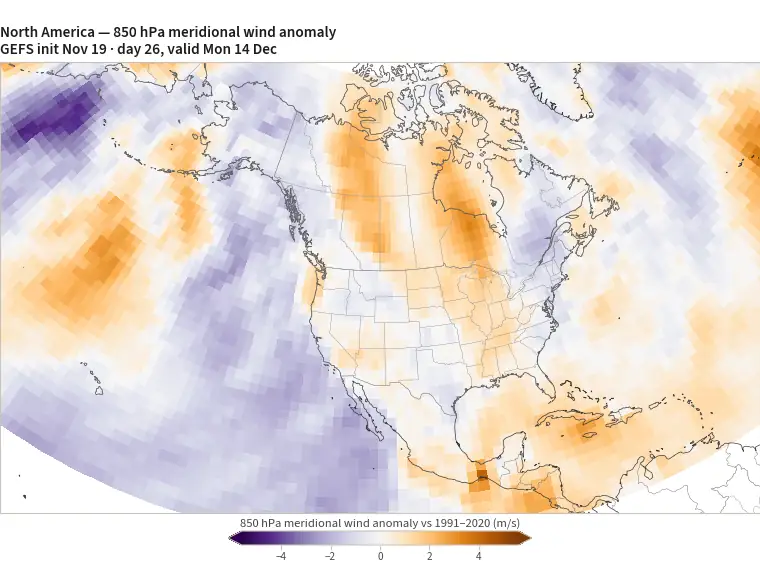 North America — 850 hPa meridional wind anomaly
GEFS init Nov 19 · day 26, valid Mon 14 Dec
850 hPa meridional wind anomaly vs 1991–2020 (m/s)
−4 −2 0 2 4